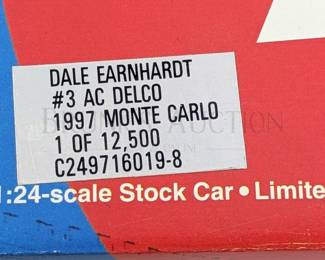 DALE EARNHARDT
#3 AC DELCO
1997 MONTE CARLO
1 OF 12,500
C249716019-8
1:24-scale Stock Car • Limite